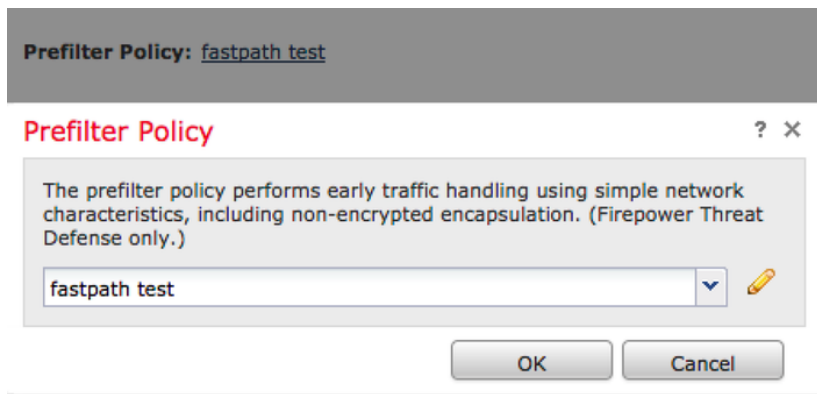 Prefilter Policy: fastpath test
Prefilter Policy ? ×
The prefilter policy performs early traffic handling using simple network
characteristics, including non-encrypted encapsulation. (Firepower Threat
Defense only.)
fastpath test
OK Cancel